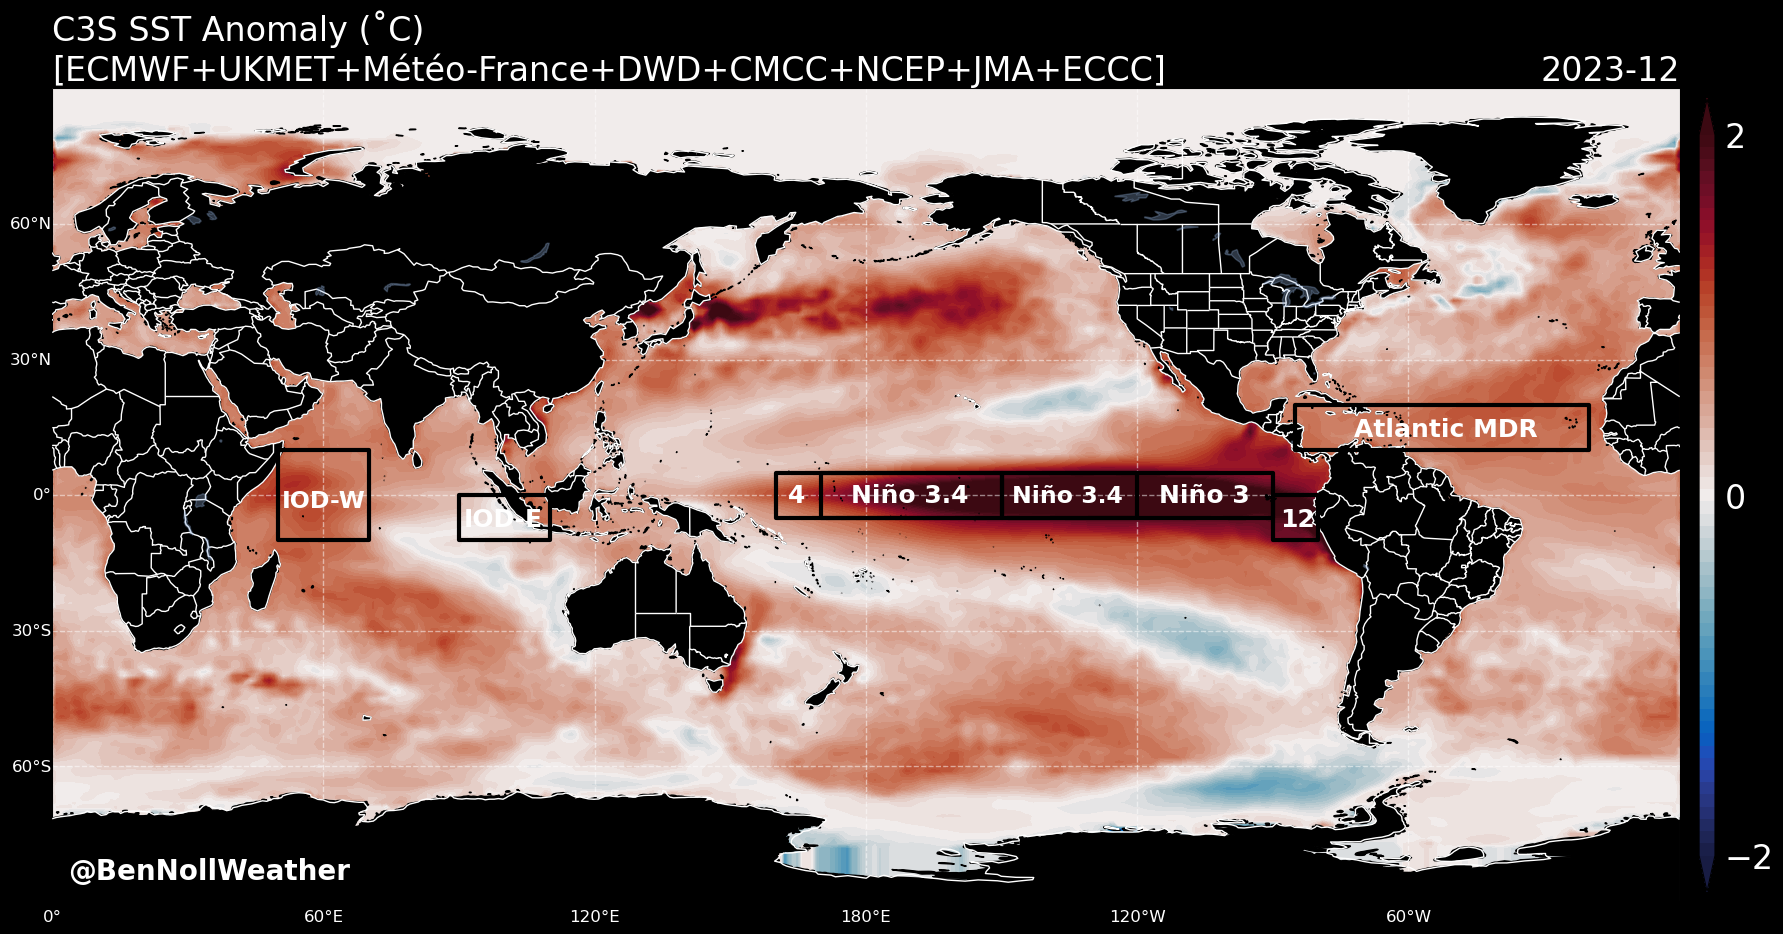 C3S SST Anomaly (˚C)
[ECMWF+UKMET+Météo-France+DWD+CMCC+NCEP+JMA+ECCC]
2023-12
2
60°N
30°N
Atlantic MDR
0°
IOD-W
IOD-E
4
Niño 3.4
Niño 3.4
Niño 3
12
0
30°S
60°S
−2
@BenNollWeather
0°
60°E
120°E
180°E
120°W
60°W